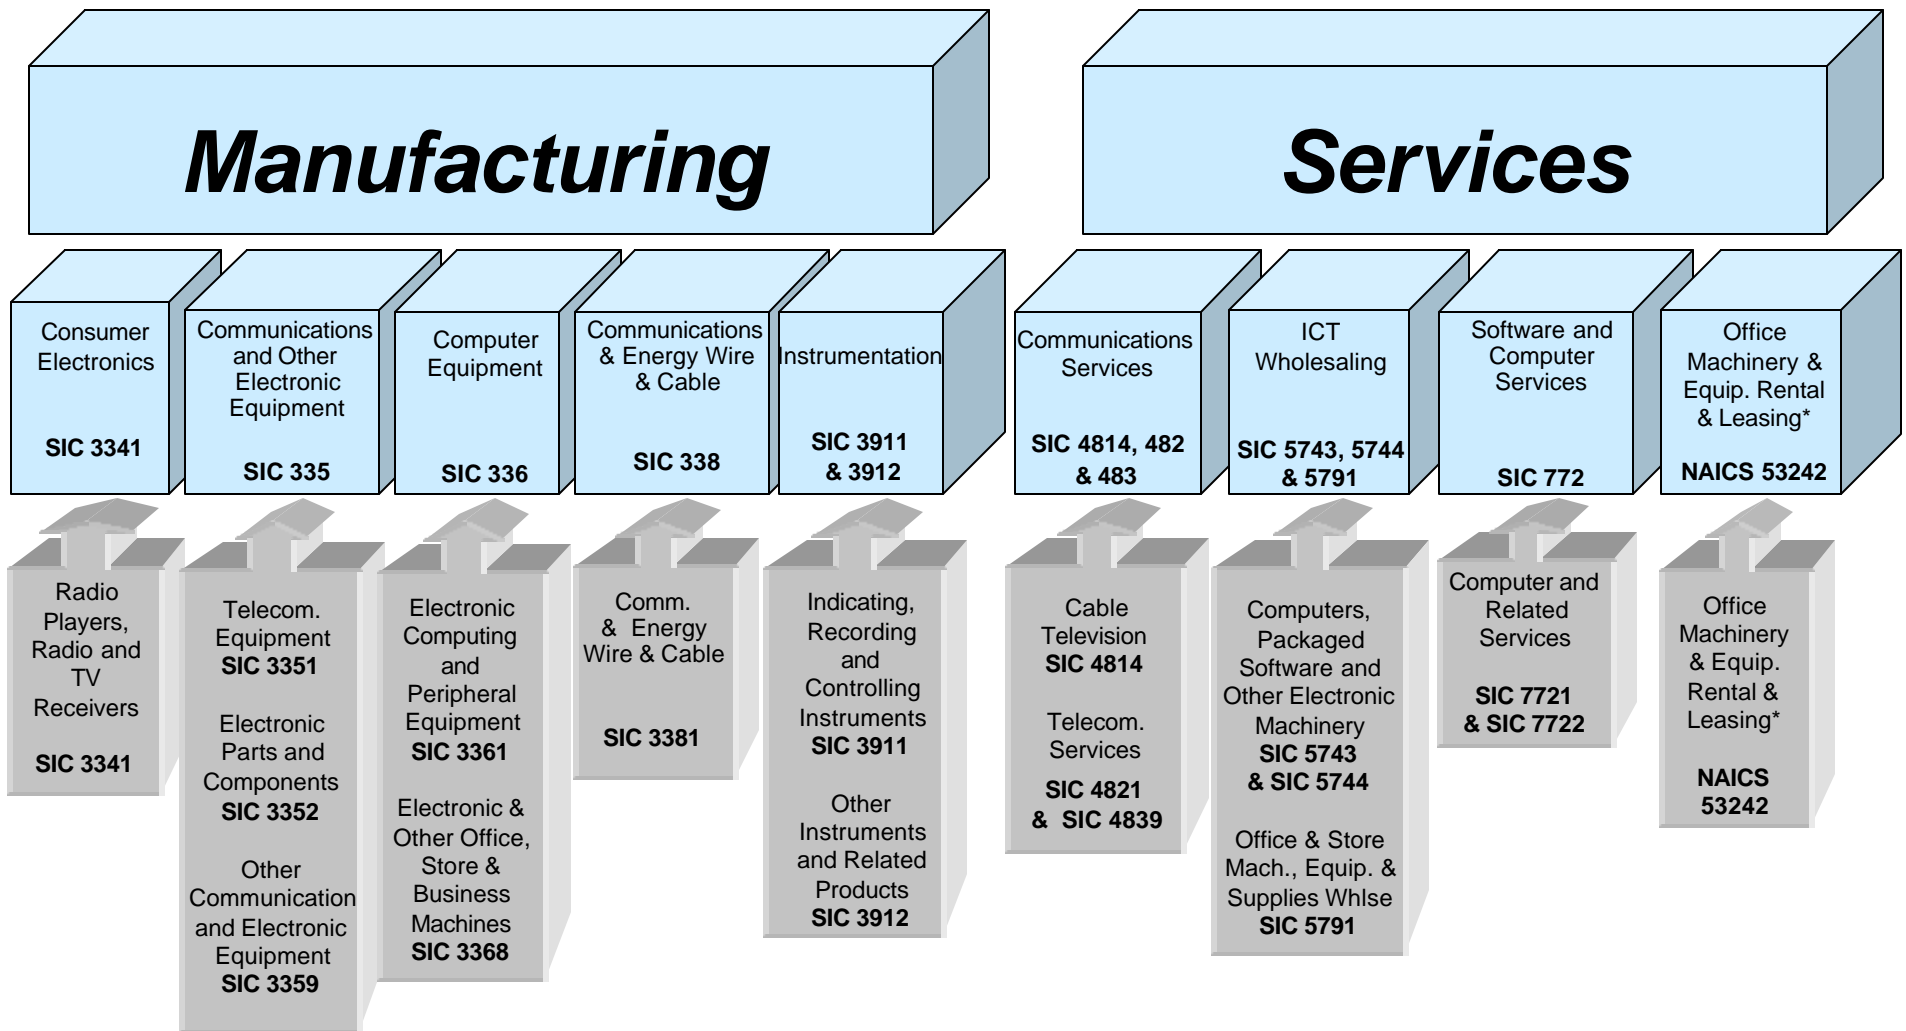 Manufacturing
Services
Consumer
Electronics
SIC 3341
Communications
and Other
Electronic
Equipment
SIC 335
Computer
Equipment
SIC 336
Communications
& Energy Wire
& Cable
SIC 338
Instrumentation
SIC 3911
& 3912
Communications
Services
SIC 4814, 482
& 483
ICT
Wholesaling
SIC 5743, 5744
& 5791
Software and
Computer
Services
SIC 772
Office
Machinery &
Equip. Rental
& Leasing*
NAICS 53242
Radio
Players,
Radio and
TV
Receivers
SIC 3341
Telecom.
Equipment
SIC 3351
Electronic
Parts and
Components
SIC 3352
Other
Communication
and Electronic
Equipment
SIC 3359
Electronic
Computing
and
Peripheral
Equipment
SIC 3361
Electronic &
Other Office,
Store &
Business
Machines
SIC 3368
Comm.
& Energy
Wire & Cable
SIC 3381
Indicating,
Recording
and
Controlling
Instruments
SIC 3911
Other
Instruments
and Related
Products
SIC 3912
Cable
Television
SIC 4814
Telecom.
Services
SIC 4821
& SIC 4839
Computers,
Packaged
Software and
Other Electronic
Machinery
SIC 5743
& SIC 5744
Office & Store
Mach., Equip. &
Supplies Whlse
SIC 5791
Computer and
Related
Services
SIC 7721
& SIC 7722
Office
Machinery
& Equip.
Rental &
Leasing*
NAICS
53242